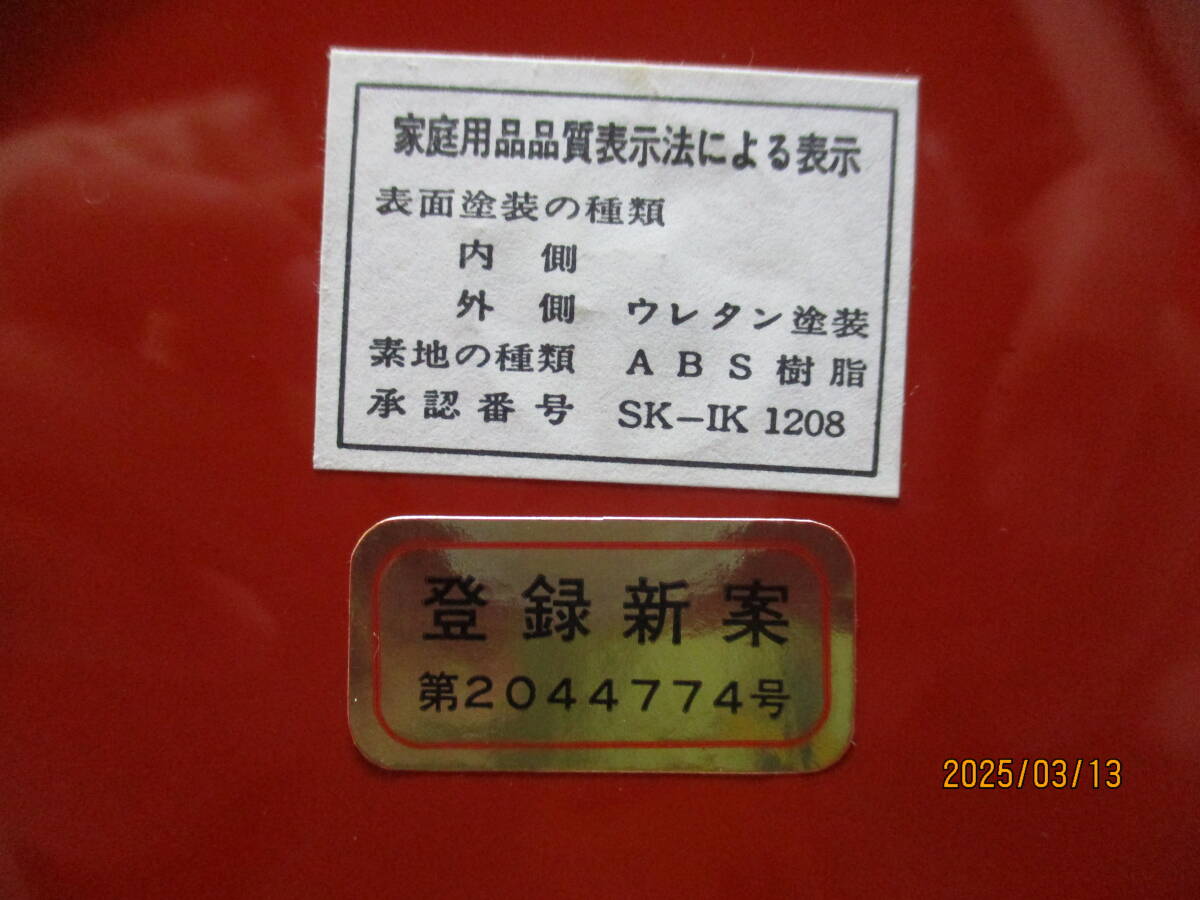 家庭用品品質表示法による表示
表面塗装の種類
内側
外側 ウレタン塗装
素地の種類 ABS樹脂
承認番号 SK-IK 1208
登録新案
第2044774号
2025/03/13